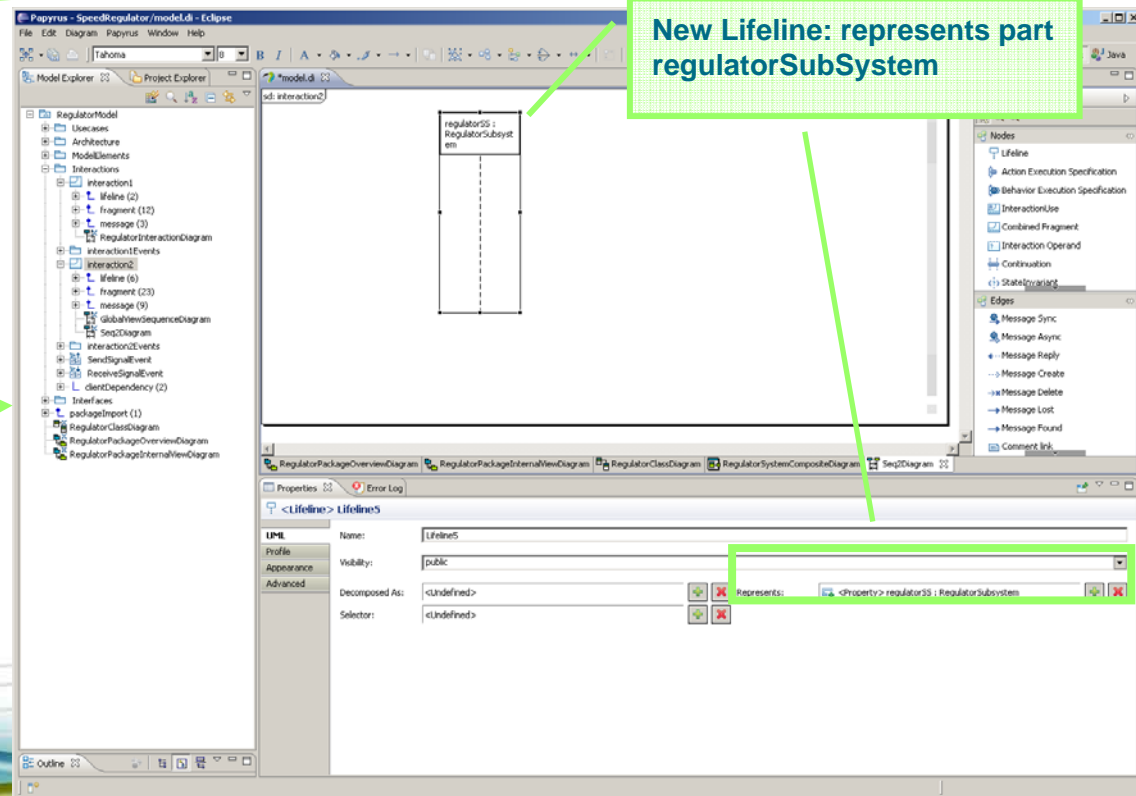 Papyrus - SpeedRegulator/model.di - Eclipse
New Lifeline: represents part
regulatorSubSystem
File Edit Diagram Papyrus Window Help
Tahoma 8 B I A Java
Model Explorer Project Explorer
*model.di
sd: interaction2
RegulatorModel
Usecases
Architecture
ModelElements
Interactions
interaction1
lifeline (2)
fragment (12)
message (3)
RegulatorInteractionDiagram
interaction1Events
interaction2
lifeline (6)
fragment (23)
message (9)
GlobalViewSequenceDiagram
Seq2Diagram
interaction2Events
SendSignalEvent
ReceiveSignalEvent
clientDependency (2)
Interfaces
packageImport (1)
RegulatorClassDiagram
RegulatorPackageOverviewDiagram
RegulatorPackageInternalViewDiagram
regulatorSS :
RegulatorSubsyst
em
Nodes
Lifeline
Action Execution Specification
Behavior Execution Specification
InteractionUse
Combined Fragment
Interaction Operand
Continuation
StateInvariant
Edges
Message Sync
Message Async
Message Reply
Message Create
Message Delete
Message Lost
Message Found
Comment link
RegulatorPackageOverviewDiagram RegulatorPackageInternalViewDiagram RegulatorClassDiagram RegulatorSystemCompositeDiagram Seq2Diagram
Properties Error Log
<Lifeline> Lifeline5
UML
Profile
Appearance
Advanced
Name: Lifeline5
Visibility: public
Decomposed As: <Undefined> Represents: <Property> regulatorSS : RegulatorSubsystem
Selector: <Undefined>
Outline